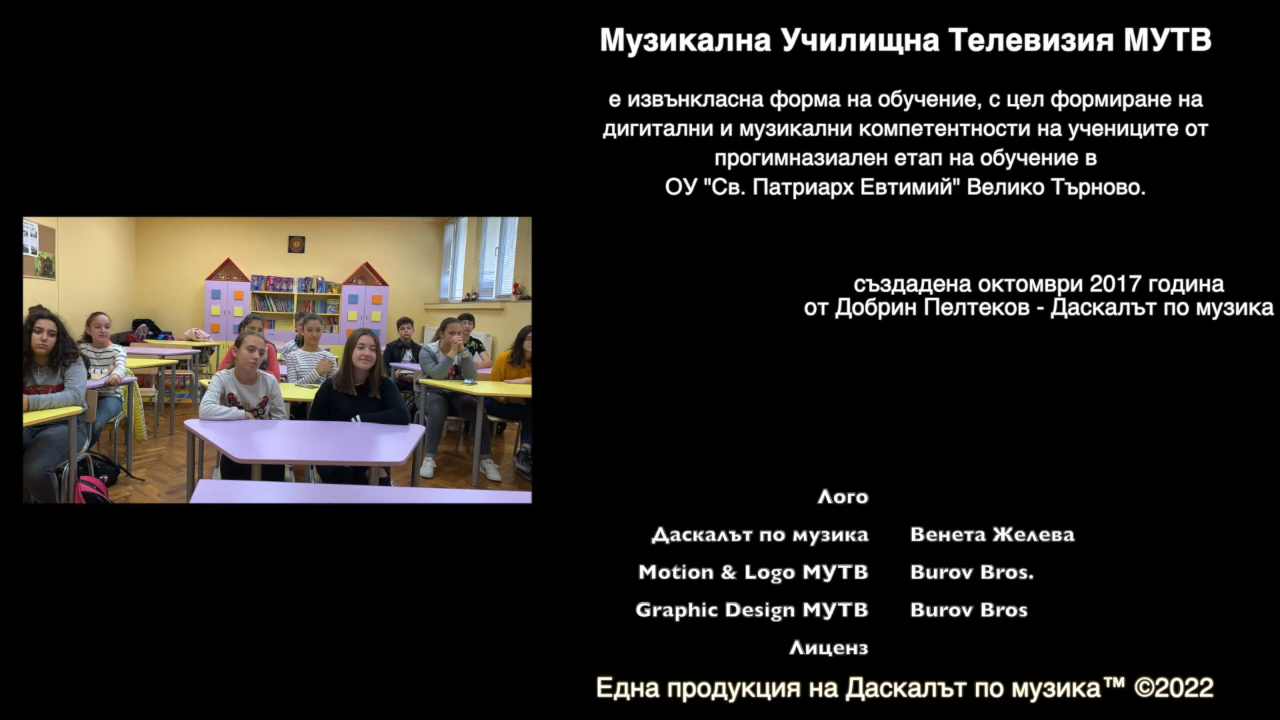 Музикална Училищна Телевизия МУТВ
е извънкласна форма на обучение, с цел формиране на
дигитални и музикални компетентности на учениците от
прогимназиален етап на обучение в
ОУ "Св. Патриарх Евтимий" Велико Търново.
създадена октомври 2017 година
от Добрин Пелтеков - Даскалът по музика
Лого
Даскалът по музика Венета Желева
Motion & Logo МУТВ Burov Bros.
Graphic Design МУТВ Burov Bros
Лиценз
Една продукция на Даскалът по музика™ ©2022